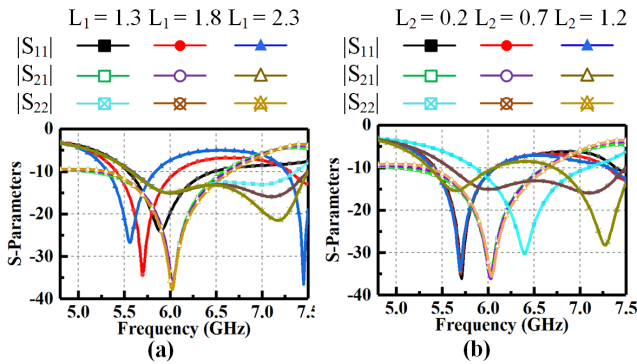 L1 = 1.3 L1 = 1.8 L1 = 2.3
|S11|
|S21|
|S22|
0
-10
-20
-30
-40
S-Parameters
5.0 5.5 6.0 6.5 7.0 7.5
Frequency (GHz)
(a)
L2 = 0.2 L2 = 0.7 L2 = 1.2
|S11|
|S21|
|S22|
0
-10
-20
-30
-40
S-Parameters
5.0 5.5 6.0 6.5 7.0 7.5
Frequency (GHz)
(b)